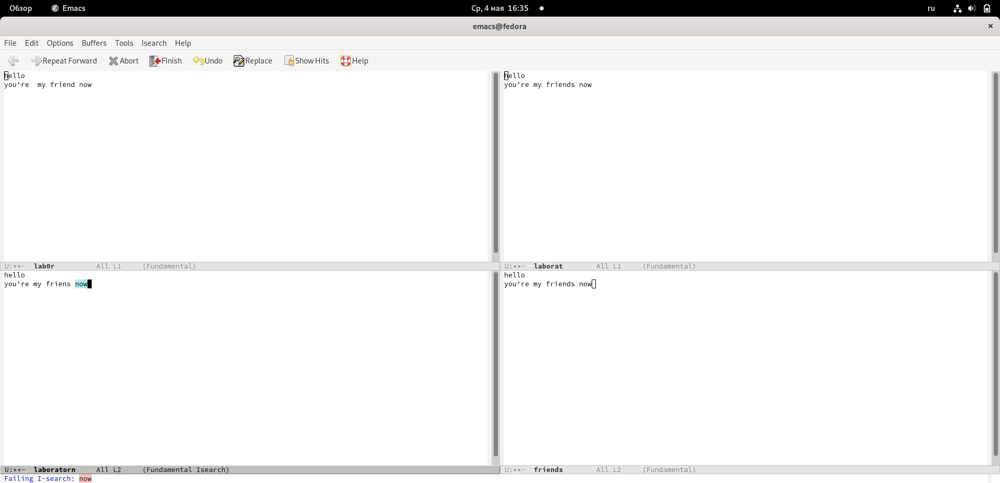 Обзор Emacs Ср, 4 мая 16:35 ru
emacs@fedora
File Edit Options Buffers Tools Isearch Help
Repeat Forward Abort Finish Undo Replace Show Hits Help
hello
you're  my friend now
U:**-  lab0r All L1 (Fundamental)
hello
you're my friends now
U:**-  laborat All L1 (Fundamental)
hello
you're my friens now
U:**-  laboratorn All L2 (Fundamental Isearch)
hello
you're my friends now
U:**-  friends All L2 (Fundamental)
Failing I-search: now